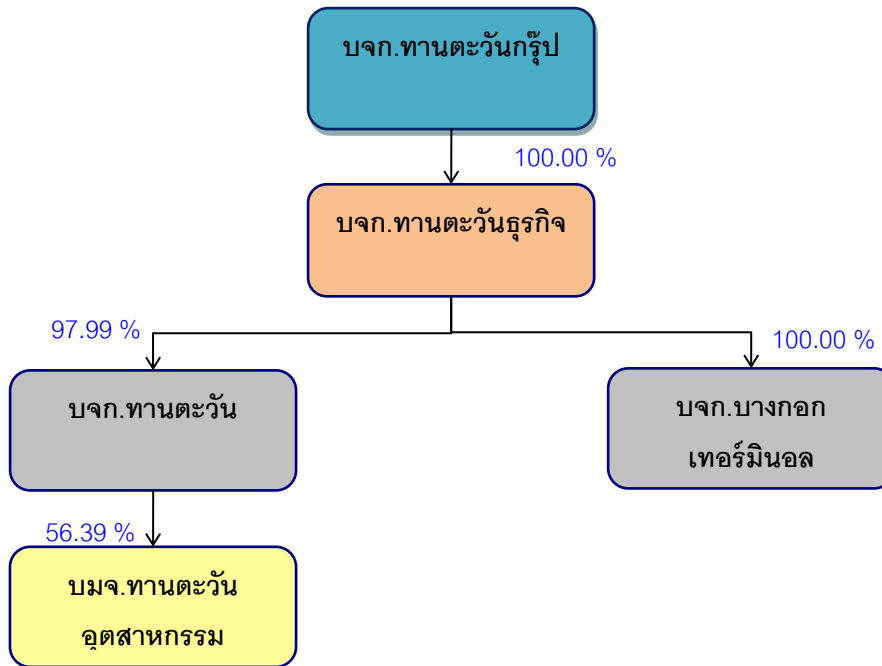 บจก.ทานตะวันกรุ๊ป
100.00 %
บจก.ทานตะวันธุรกิจ
97.99 %
100.00 %
บจก.ทานตะวัน
บจก.บางกอก
เทอร์มินอล
56.39 %
บมจ.ทานตะวัน
อุตสาหกรรม